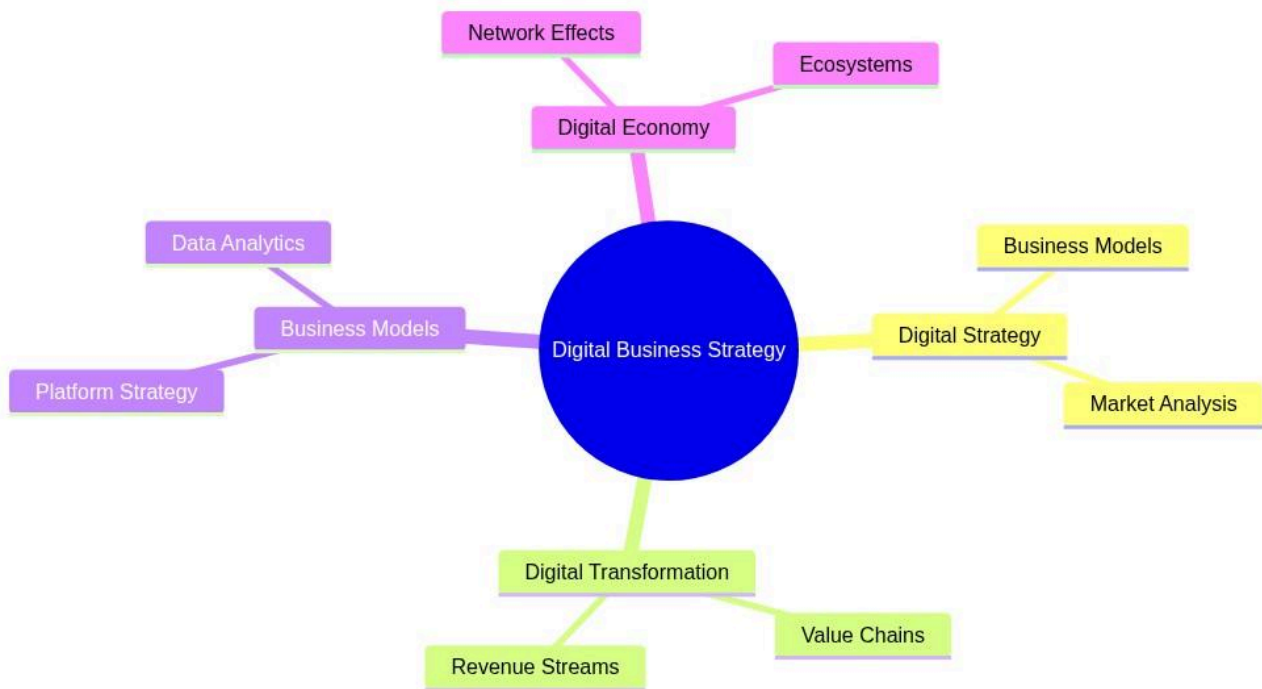 Network Effects
Ecosystems
Digital Economy
Data Analytics
Business Models
Business Models
Digital Strategy
Digital Business Strategy
Platform Strategy
Market Analysis
Digital Transformation
Value Chains
Revenue Streams